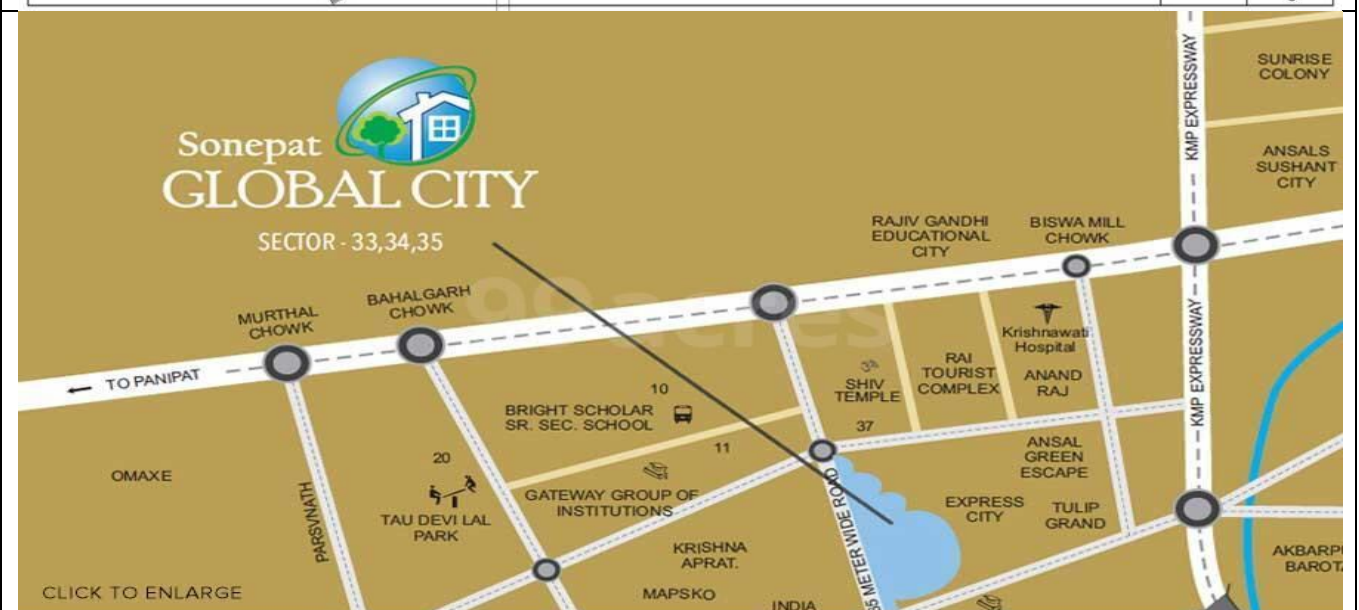 Sonepat
GLOBAL CITY
SECTOR - 33,34,35
KMP EXPRESSWAY
SUNRISE
COLONY
ANSALS
SUSHANT
CITY
RAJIV GANDHI
EDUCATIONAL
CITY
BISWA MILL
CHOWK
BAHALGARH
CHOWK
MURTHAL
CHOWK
99acres
← TO PANIPAT
Krishnawati
Hospital
ANAND
RAJ
RAI
TOURIST
COMPLEX
SHIV
TEMPLE
37
KMP EXPRESSWAY
10
BRIGHT SCHOLAR
SR. SEC. SCHOOL
11
20
OMAXE
PARSVNATH
TAU DEVI LAL
PARK
GATEWAY GROUP OF
INSTITUTIONS
ANSAL
GREEN
ESCAPE
EXPRESS
CITY
TULIP
GRAND
METER WIDE ROAD
KRISHNA
APRAT.
MAPSKO
INDIA
CLICK TO ENLARGE